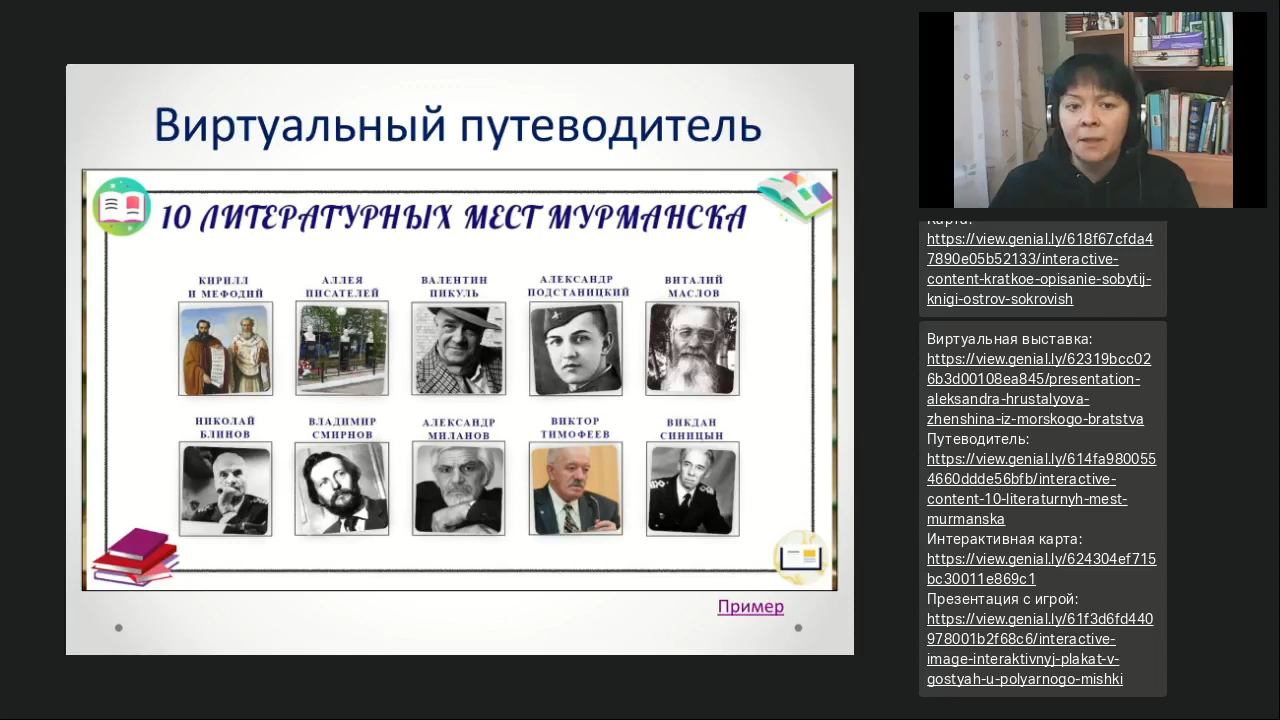 Виртуальный путеводитель
10 ЛИТЕРАТУРНЫХ МЕСТ МУРМАНСКА
КИРИЛЛ
И МЕФОДИЙ
АЛЛЕЯ
ПИСАТЕЛЕЙ
ВАЛЕНТИН
ПИКУЛЬ
АЛЕКСАНДР
ПОДСТАНИЦКИЙ
ВИТАЛИЙ
МАСЛОВ
НИКОЛАЙ
БЛИНОВ
ВЛАДИМИР
СМИРНОВ
АЛЕКСАНДР
МИЛАНОВ
ВИКТОР
ТИМОФЕЕВ
ВИКДАН
СИНИЦЫН
Пример
Карта:
https://view.genial.ly/618f67cfda4
7890e05b52133/interactive-
content-kratkoe-opisanie-sobytij-
knigi-ostrov-sokrovish
Виртуальная выставка:
https://view.genial.ly/62319bcc02
6b3d00108ea845/presentation-
aleksandra-hrustalyova-
zhenshina-iz-morskogo-bratstva
Путеводитель:
https://view.genial.ly/614fa980055
4660ddde56bfb/interactive-
content-10-literaturnyh-mest-
murmanska
Интерактивная карта:
https://view.genial.ly/624304ef715
bc30011e869c1
Презентация с игрой:
https://view.genial.ly/61f3d6fd440
978001b2f68c6/interactive-
image-interaktivnyj-plakat-v-
gostyah-u-polyarnogo-mishki